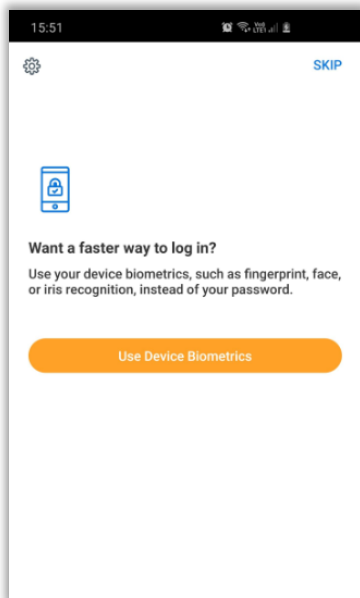 15:51
SKIP
Want a faster way to log in?
Use your device biometrics, such as fingerprint, face,
or iris recognition, instead of your password.
Use Device Biometrics